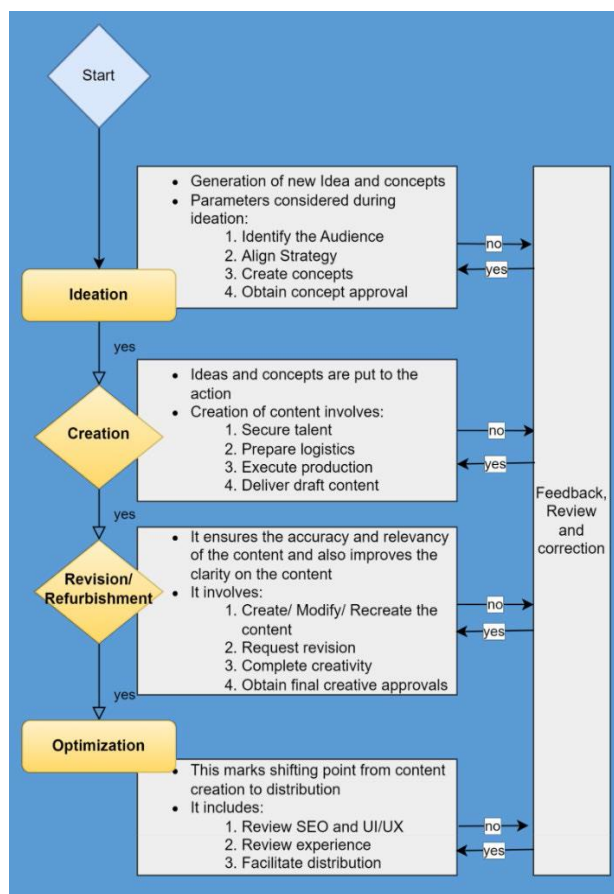 Start
• Generation of new Idea and concepts
• Parameters considered during
ideation:
1. Identify the Audience
2. Align Strategy
3. Create concepts
4. Obtain concept approval
no
yes
Ideation
yes
• Ideas and concepts are put to the
action
• Creation of content involves:
1. Secure talent
2. Prepare logistics
3. Execute production
4. Deliver draft content
no
yes
Creation
Feedback,
Review
and
correction
yes
• It ensures the accuracy and relevancy
of the content and also improves the
clarity on the content
• It involves:
1. Create/ Modify/ Recreate the
content
2. Request revision
3. Complete creativity
4. Obtain final creative approvals
no
yes
Revision/
Refurbishment
yes
Optimization
• This marks shifting point from content
creation to distribution
• It includes:
1. Review SEO and UI/UX
2. Review experience
3. Facilitate distribution
no
yes